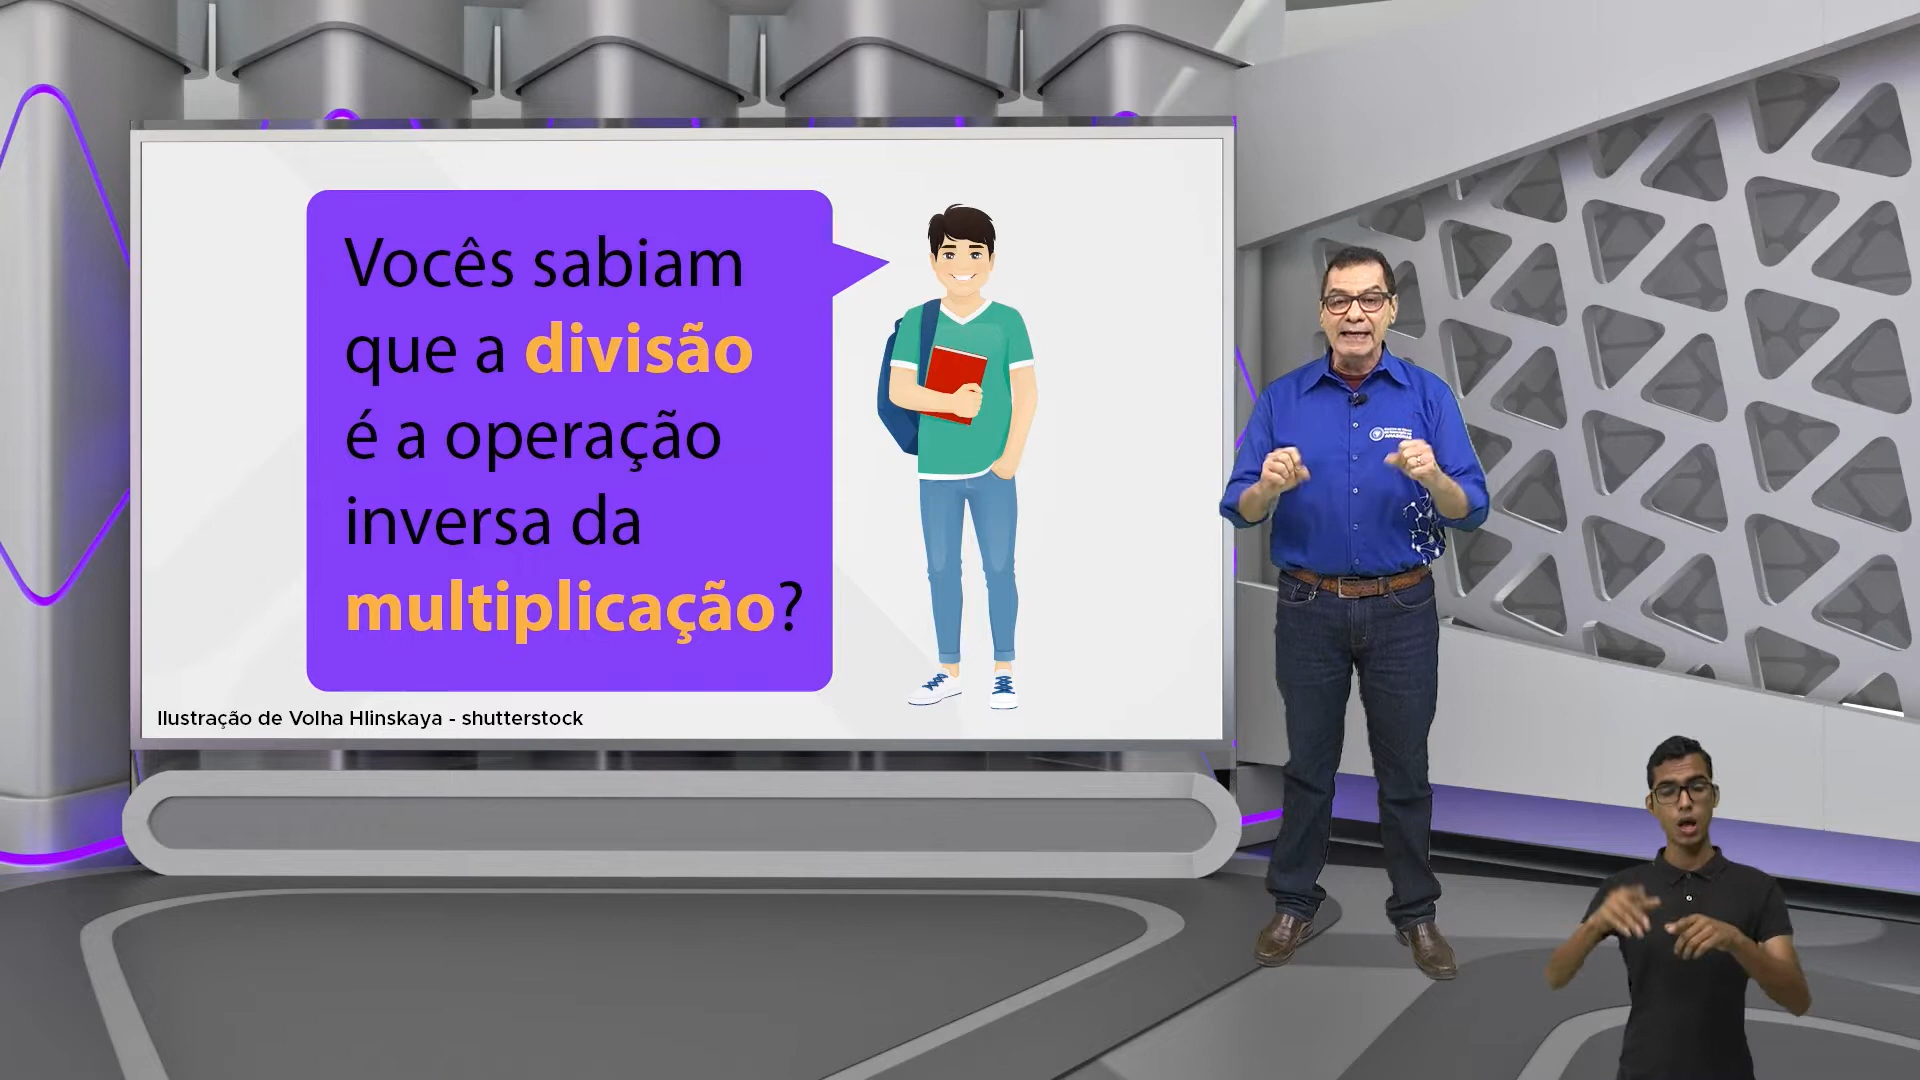 Vocês sabiam
que a divisão
é a operação
inversa da
multiplicação?
Ilustração de Volha Hlinskaya - shutterstock